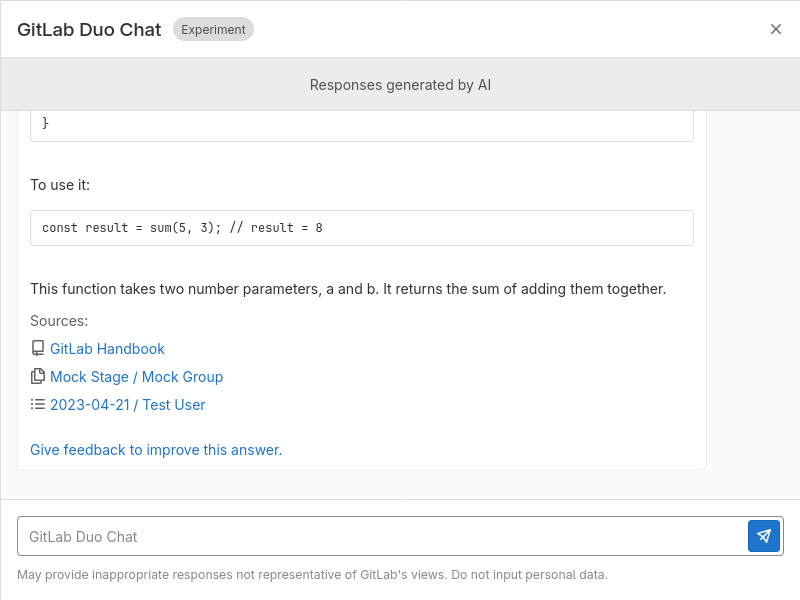 GitLab Duo Chat Experiment
Responses generated by AI
}
To use it:
const result = sum(5, 3); // result = 8
This function takes two number parameters, a and b. It returns the sum of adding them together.
Sources:
GitLab Handbook
Mock Stage / Mock Group
2023-04-21 / Test User
Give feedback to improve this answer.
GitLab Duo Chat
May provide inappropriate responses not representative of GitLab's views. Do not input personal data.